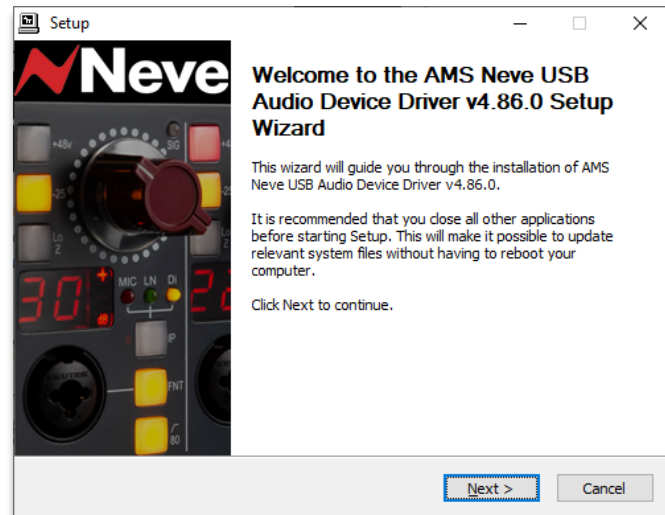 Setup
Neve
Welcome to the AMS Neve USB
Audio Device Driver v4.86.0 Setup
Wizard
This wizard will guide you through the installation of AMS
Neve USB Audio Device Driver v4.86.0.
It is recommended that you close all other applications
before starting Setup. This will make it possible to update
relevant system files without having to reboot your
computer.
Click Next to continue.
+48v
SIG
-25
Lo
Z
MIC LN DI
30
IP
FNT
80
Next >
Cancel